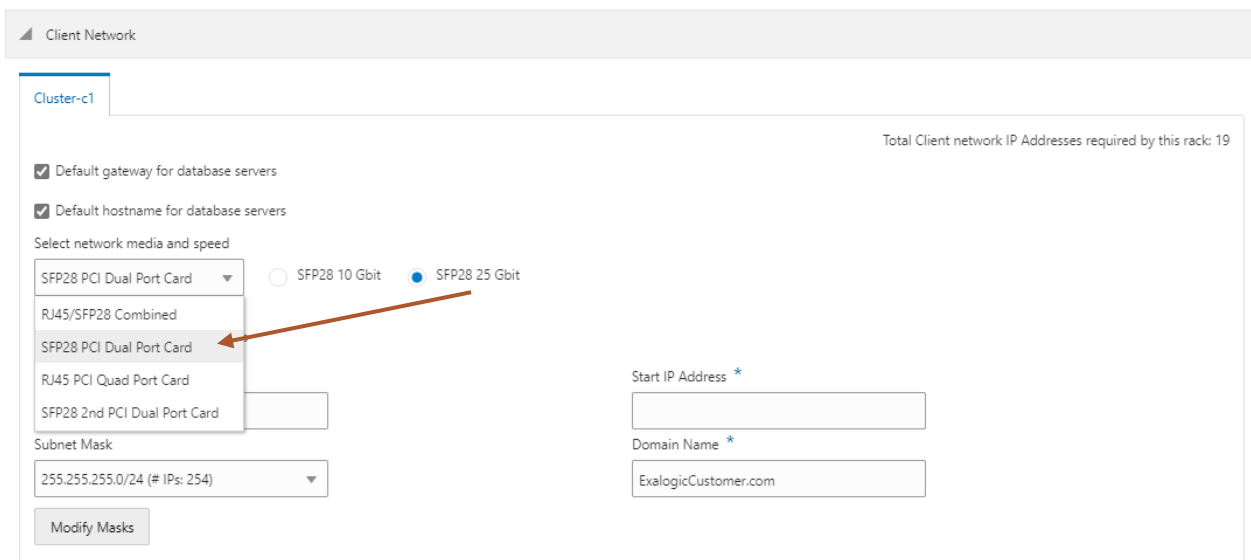 Client Network
Cluster-c1
Total Client network IP Addresses required by this rack: 19
Default gateway for database servers
Default hostname for database servers
Select network media and speed
SFP28 PCI Dual Port Card SFP28 10 Gbit SFP28 25 Gbit
RJ45/SFP28 Combined
SFP28 PCI Dual Port Card
RJ45 PCI Quad Port Card
SFP28 2nd PCI Dual Port Card
Start IP Address *
Subnet Mask
255.255.255.0/24 (# IPs: 254)
Domain Name *
ExalogicCustomer.com
Modify Masks